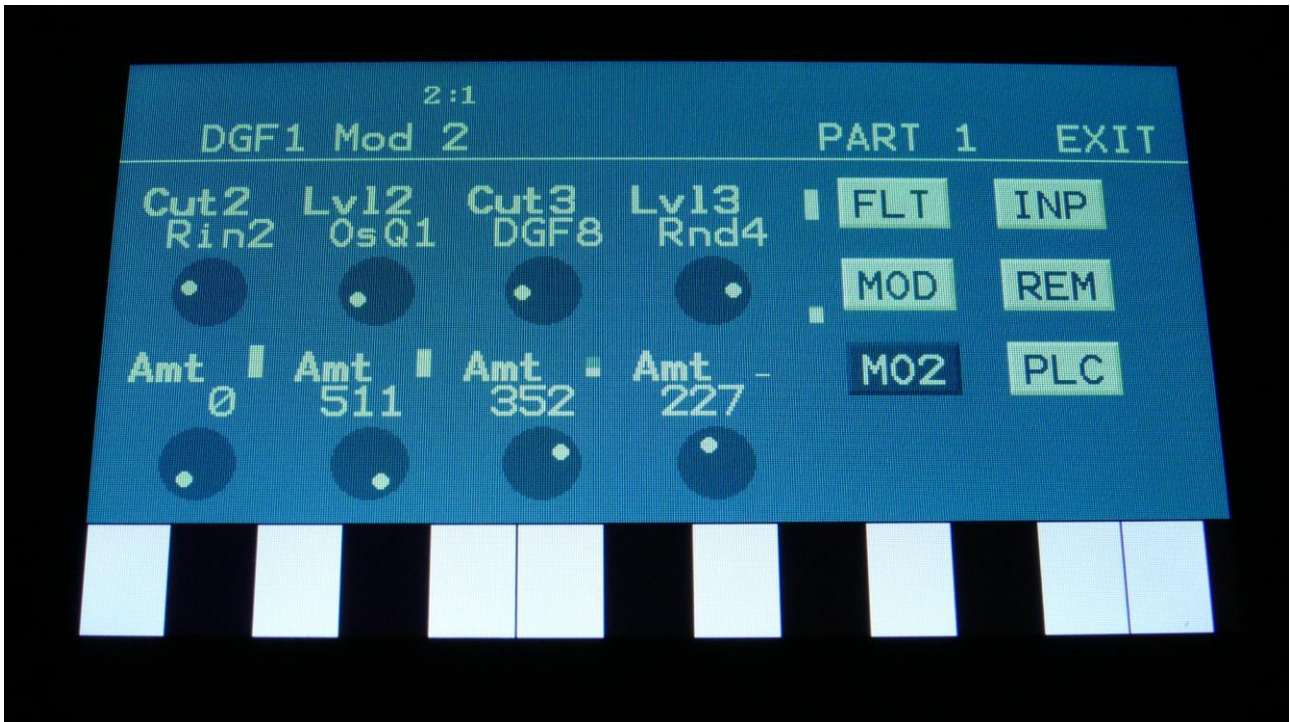 2:1
DGF1 Mod 2 PART 1 EXIT
Cut2 Lvl2 Cut3 Lvl3 FLT INP
Rin2 OsQ1 DGF8 Rnd4
MOD REM
Amt Amt Amt Amt MO2 PLC
0 511 352 227